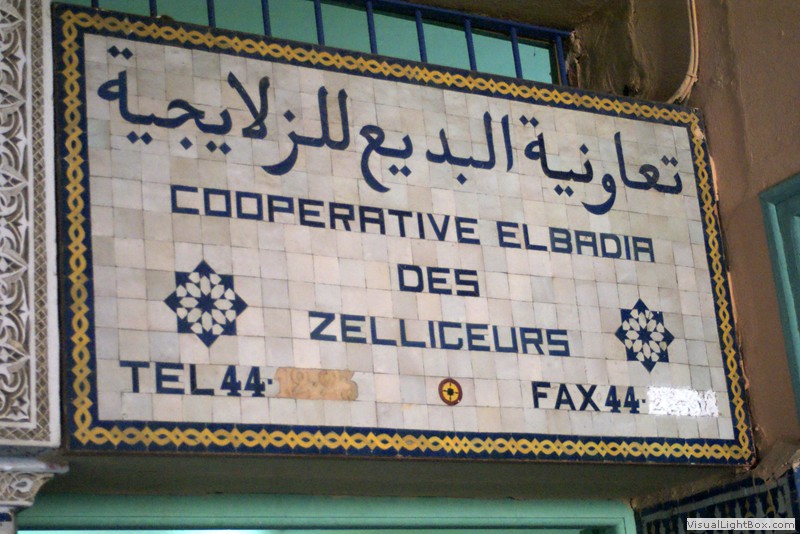 تعاونية البديع للزلايجية
COOPERATIVE ELBADIA
DES
ZELLIGEURS
TEL 44.
FAX 44.
VisualLightBox.com